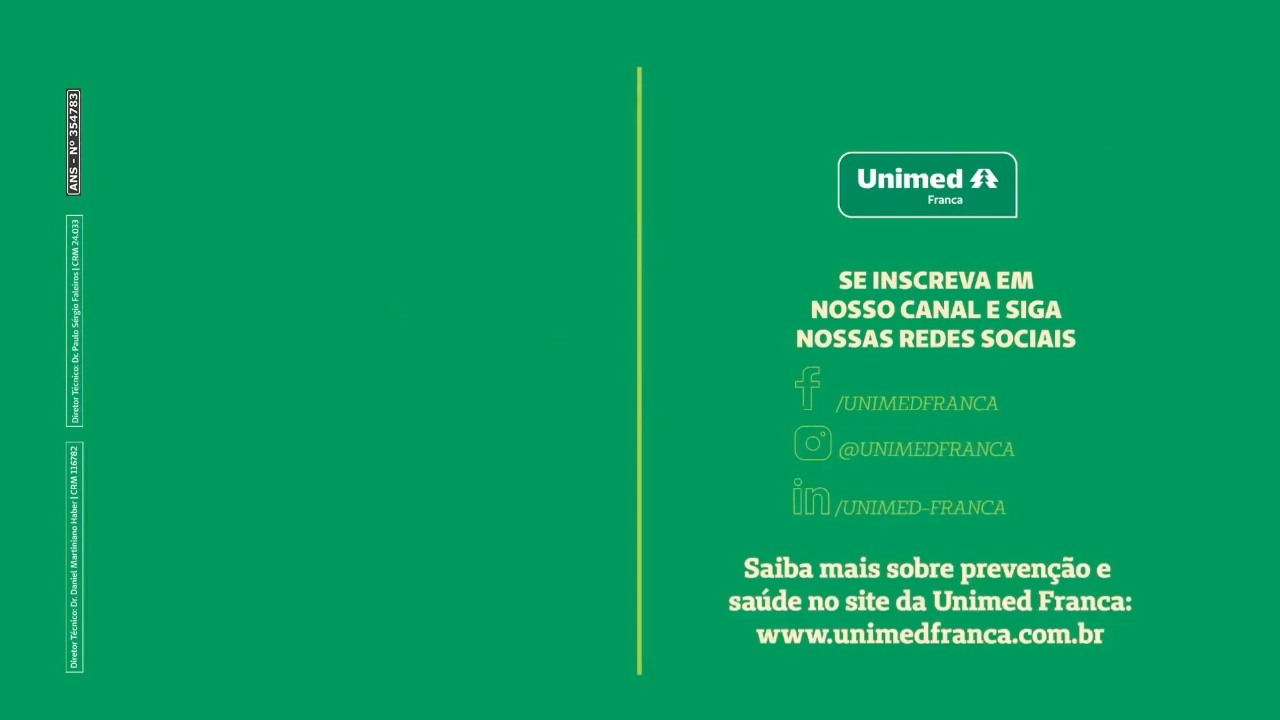 ANS - Nº 354783
Diretor Técnico: Dr. Paulo Sérgio Faleiros | CRM 24.033
Diretor Técnico: Dr. Daniel Martiniano Haber | CRM 116782
Unimed
Franca
SE INSCREVA EM
NOSSO CANAL E SIGA
NOSSAS REDES SOCIAIS
/UNIMEDFRANCA
@UNIMEDFRANCA
/UNIMED-FRANCA
Saiba mais sobre prevenção e
saúde no site da Unimed Franca:
www.unimedfranca.com.br